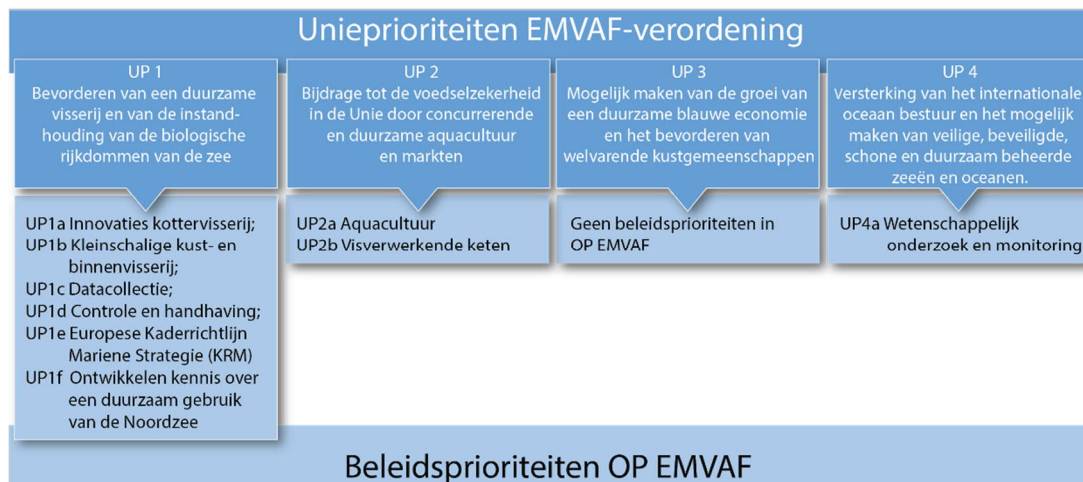 Unieprioriteiten EMVAF-verordening
UP 1
Bevorderen van een duurzame
visserij en van de instand-
houding van de biologische
rijkdommen van de zee
UP1a Innovaties kottervisserij;
UP1b Kleinschalige kust- en
binnenvisserij;
UP1c Datacollectie;
UP1d Controle en handhaving;
UP1e Europese Kaderrichtlijn
Mariene Strategie (KRM)
UP1f Ontwikkelen kennis over
een duurzaam gebruik
van de Noordzee
UP 2
Bijdrage tot de voedselzekerheid
in de Unie door concurrerende
en duurzame aquacultuur
en markten
UP2a Aquacultuur
UP2b Visverwerkende keten
UP 3
Mogelijk maken van de groei van
een duurzame blauwe economie
en het bevorderen van
welvarende kustgemeenschappen
Geen beleidsprioriteiten in
OP EMVAF
UP 4
Versterking van het internationale
oceaan bestuur en het mogelijk
maken van veilige, beveiligde,
schone en duurzaam beheerde
zeeën en oceanen.
UP4a Wetenschappelijk
onderzoek en monitoring
Beleidsprioriteiten OP EMVAF